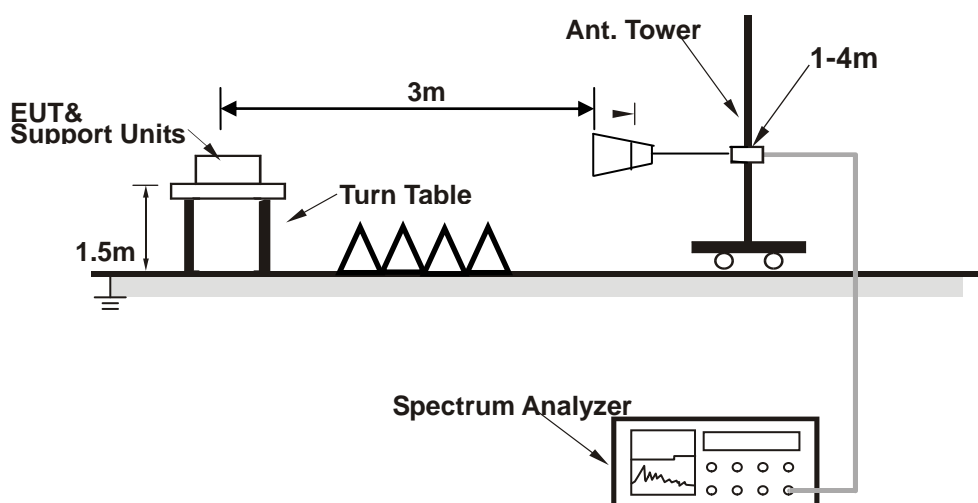 Ant. Tower
1-4m
3m
EUT&
Support Units
Turn Table
1.5m
Spectrum Analyzer